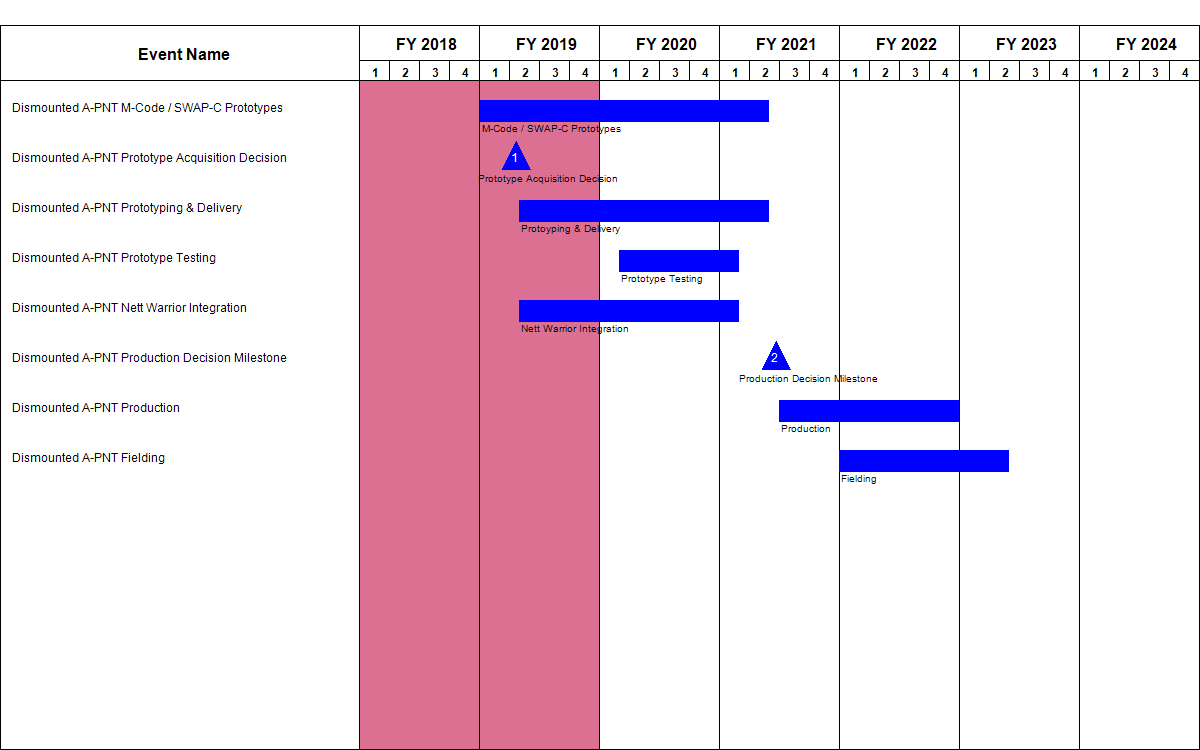 Event Name
FY 2018 FY 2019 FY 2020 FY 2021 FY 2022 FY 2023 FY 2024
1 2 3 4 1 2 3 4 1 2 3 4 1 2 3 4 1 2 3 4 1 2 3 4 1 2 3 4
Dismounted A-PNT M-Code / SWAP-C Prototypes
M-Code / SWAP-C Prototypes
Dismounted A-PNT Prototype Acquisition Decision
1
Prototype Acquisition Decision
Dismounted A-PNT Prototyping & Delivery
Protoyping & Delivery
Dismounted A-PNT Prototype Testing
Prototype Testing
Dismounted A-PNT Nett Warrior Integration
Nett Warrior Integration
Dismounted A-PNT Production Decision Milestone
2
Production Decision Milestone
Dismounted A-PNT Production
Production
Dismounted A-PNT Fielding
Fielding